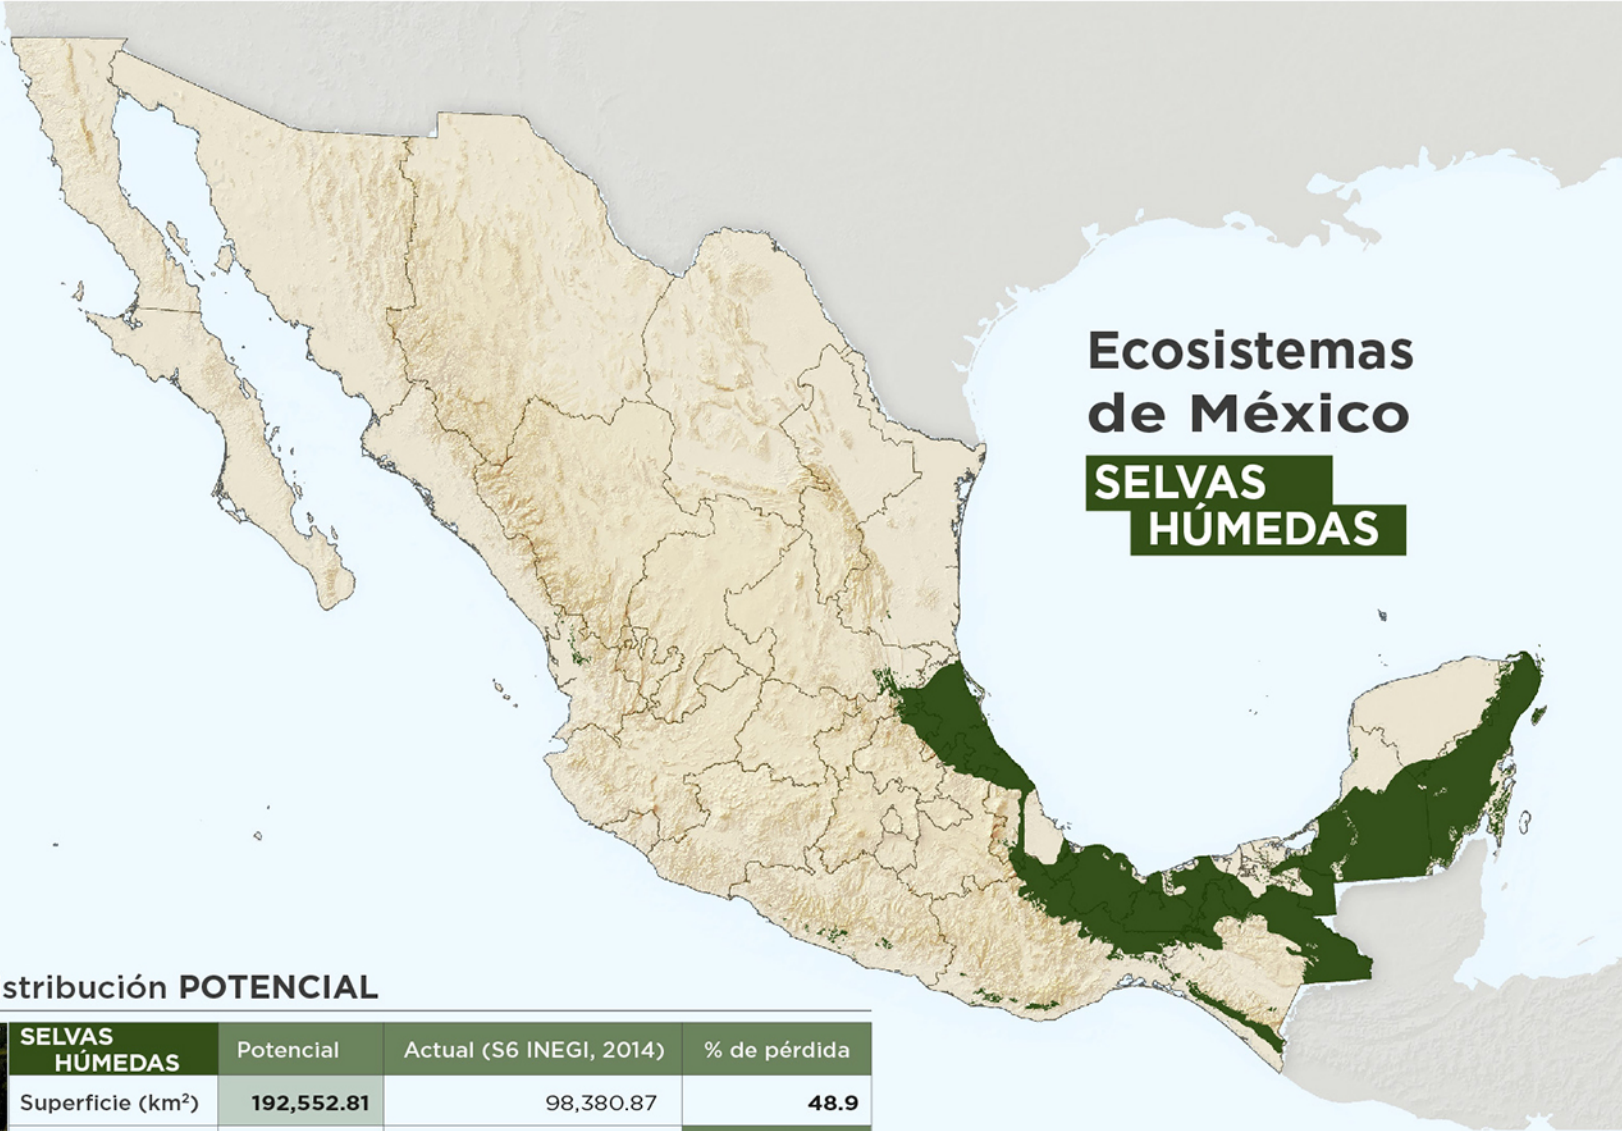 Ecosistemas
de México
SELVAS
HÚMEDAS
stribución POTENCIAL
SELVAS HÚMEDAS Potencial Actual (S6 INEGI, 2014) % de pérdida
Superficie (km²) 192,552.81 98,380.87 48.9